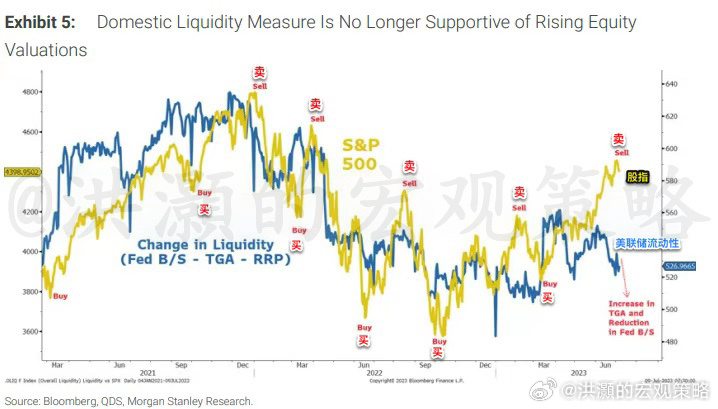 Exhibit 5: Domestic Liquidity Measure Is No Longer Supportive of Rising Equity
Valuations
卖
Sell
卖
Sell
S&P
500
卖
Sell
卖
Sell
卖
Sell
股指
美联储流动性
Buy
买
Buy
买
Buy
Buy
买
Buy
买
Buy
买
Change in Liquidity
(Fed B/S - TGA - RRP)
Increase in
TGA and
Reduction
in Fed B/S
4800
4600
4398.9502
4200
4000
3800
3600
640
620
600
580
560
540
526.9665
520
500
480
Mar
Jun
Sep
Dec
Mar
Jun
Sep
Dec
Mar
Jun
2021
2022
2023
@洪灏的宏观策略
Copyright© 2023 Bloomberg Finance L.P.
Source: Bloomberg, QDS, Morgan Stanley Research.
@洪灏的宏观策略